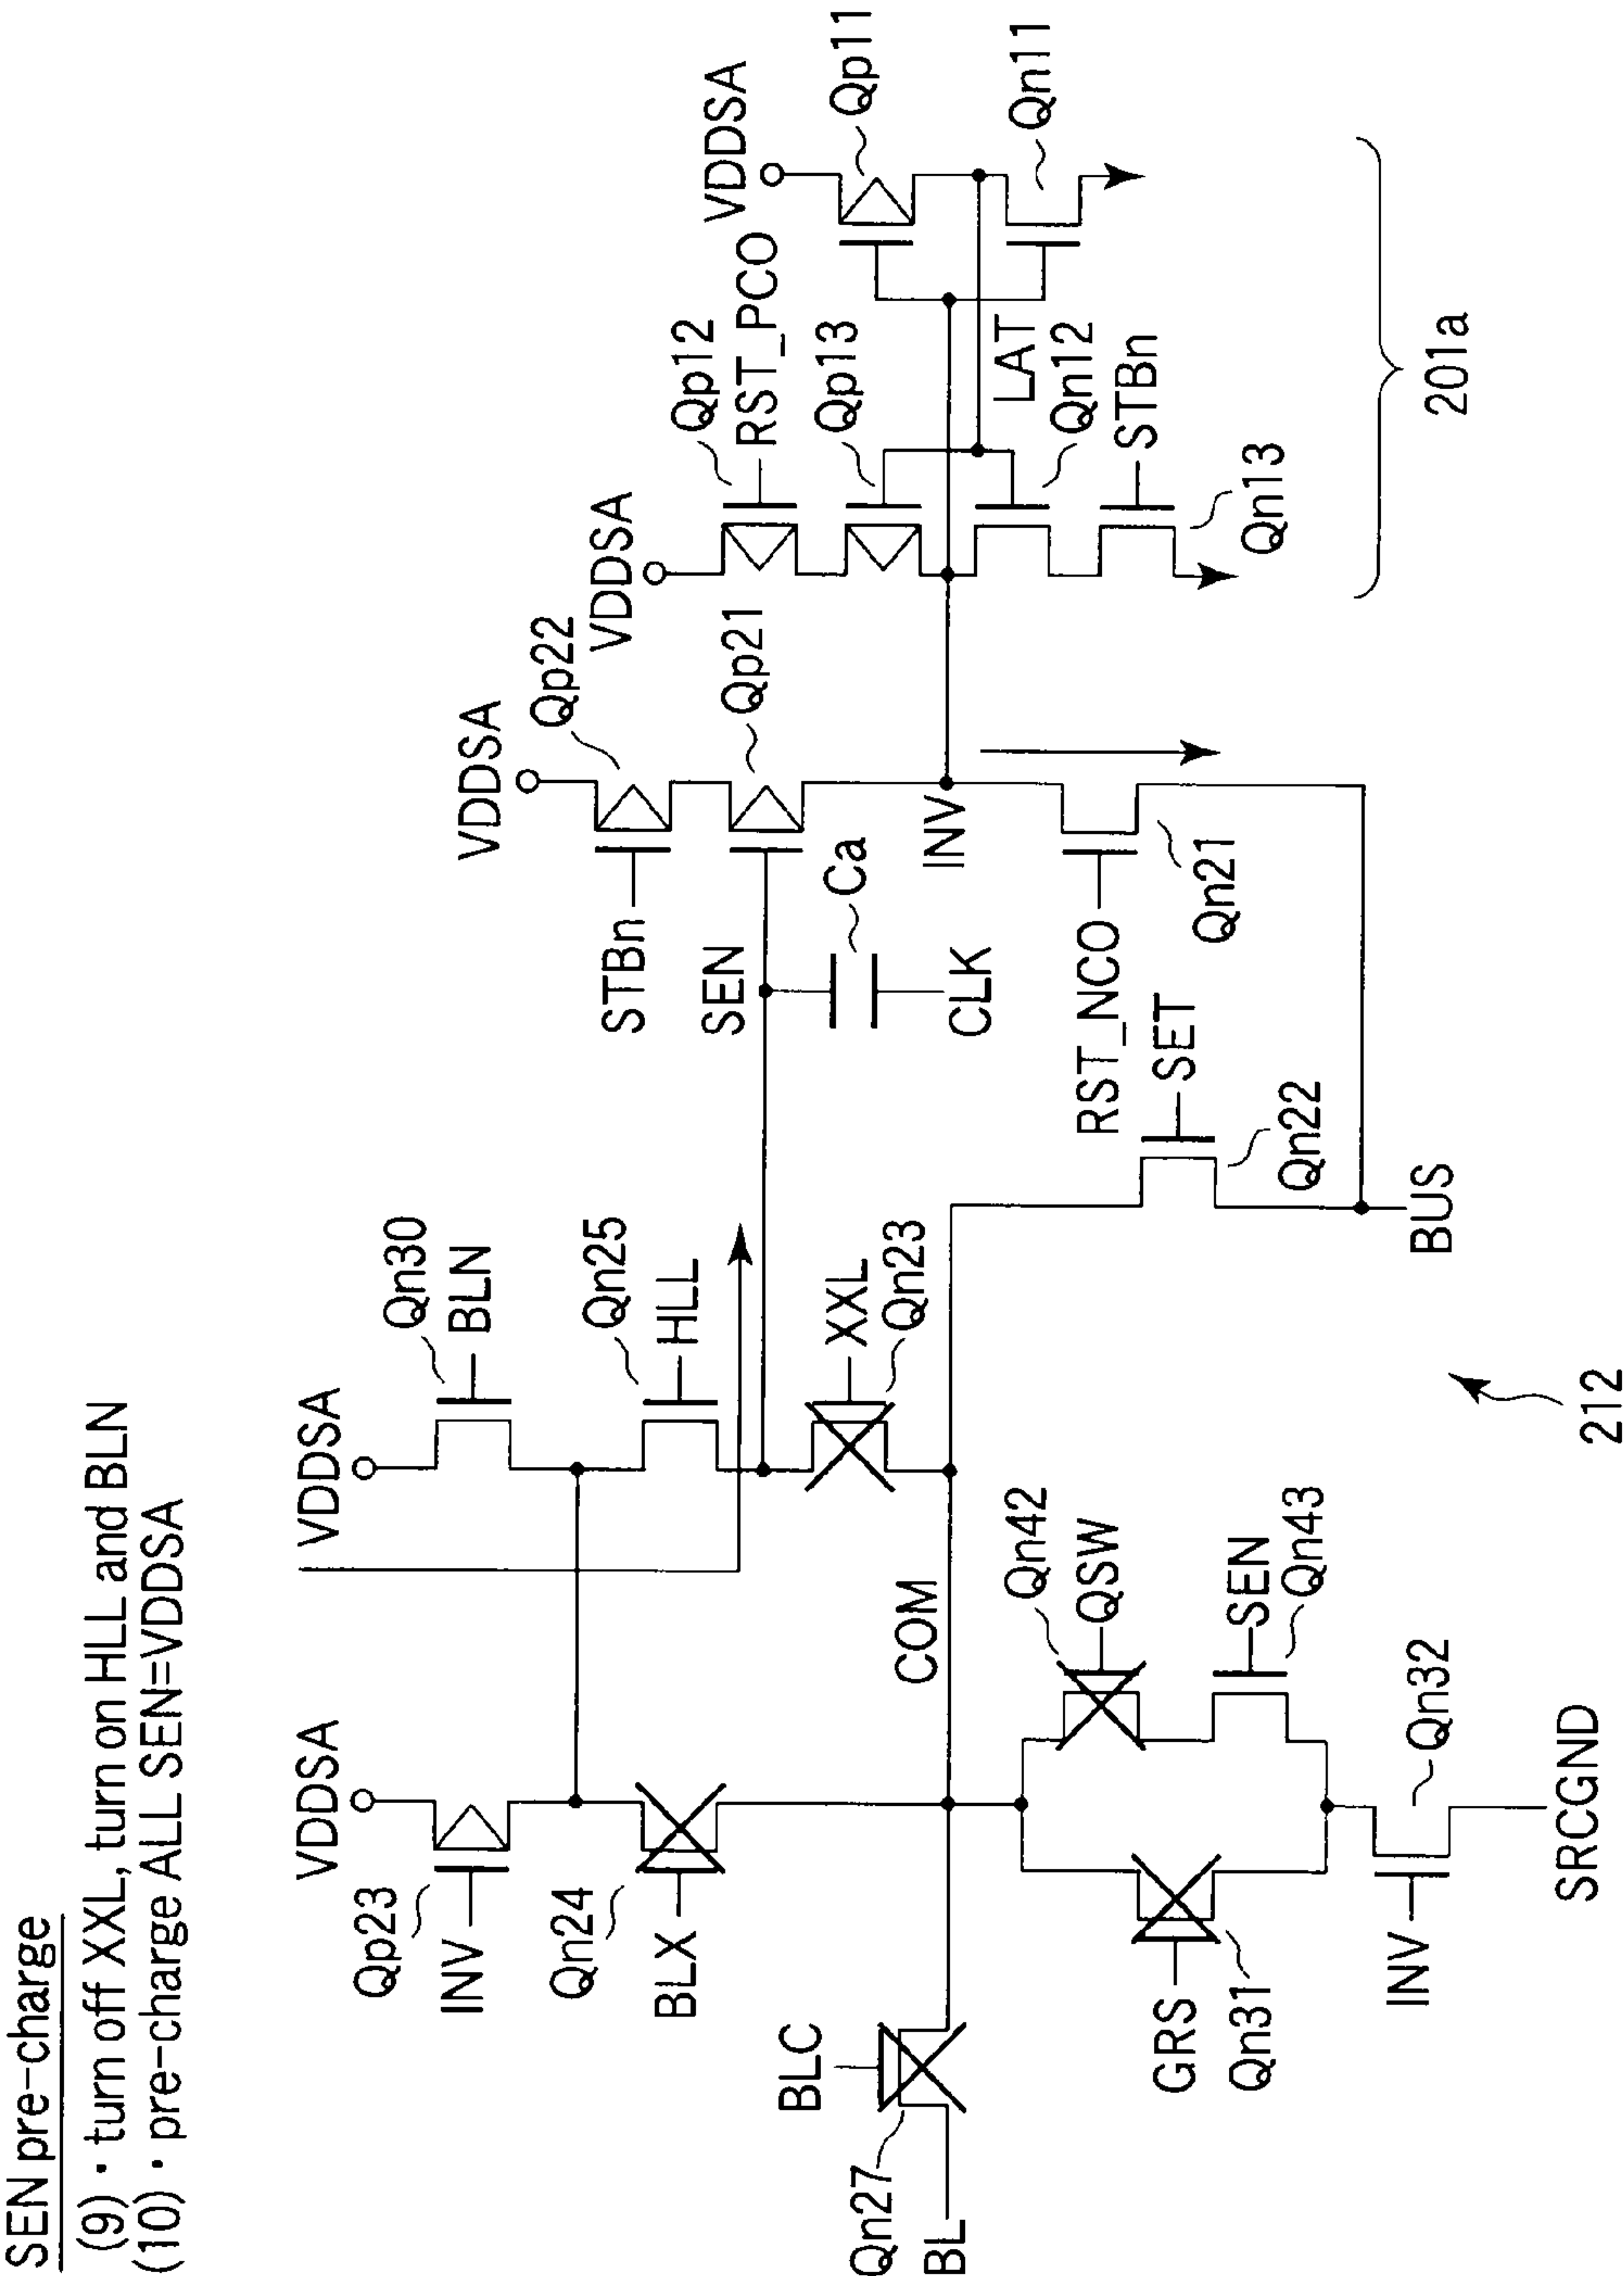 SEN pre-charge
(9) · turn off XXL, turn on HLL and BLN
(10) · pre-charge ALL SEN=VDDSA
VDDSA
VDDSA
VDDSA
VDDSA
VDDSA
Qp23
INV
Qn30
BLN
Qn24
BLX
Qn25
HLL
BLC
Qn27
BL
COM
XXL
Qn23
STBn
Qp22
SEN
Qp21
Ca
CLK
INV
Qp12
RST_PCO
Qp13
LAT
Qn12
STBn
Qn13
Qp11
Qn11
201a
GRS
Qn31
Qn42
QSW
SEN
Qn43
INV
Qn32
SRCGND
RST_NCO
Qn21
SET
Qn22
BUS
212